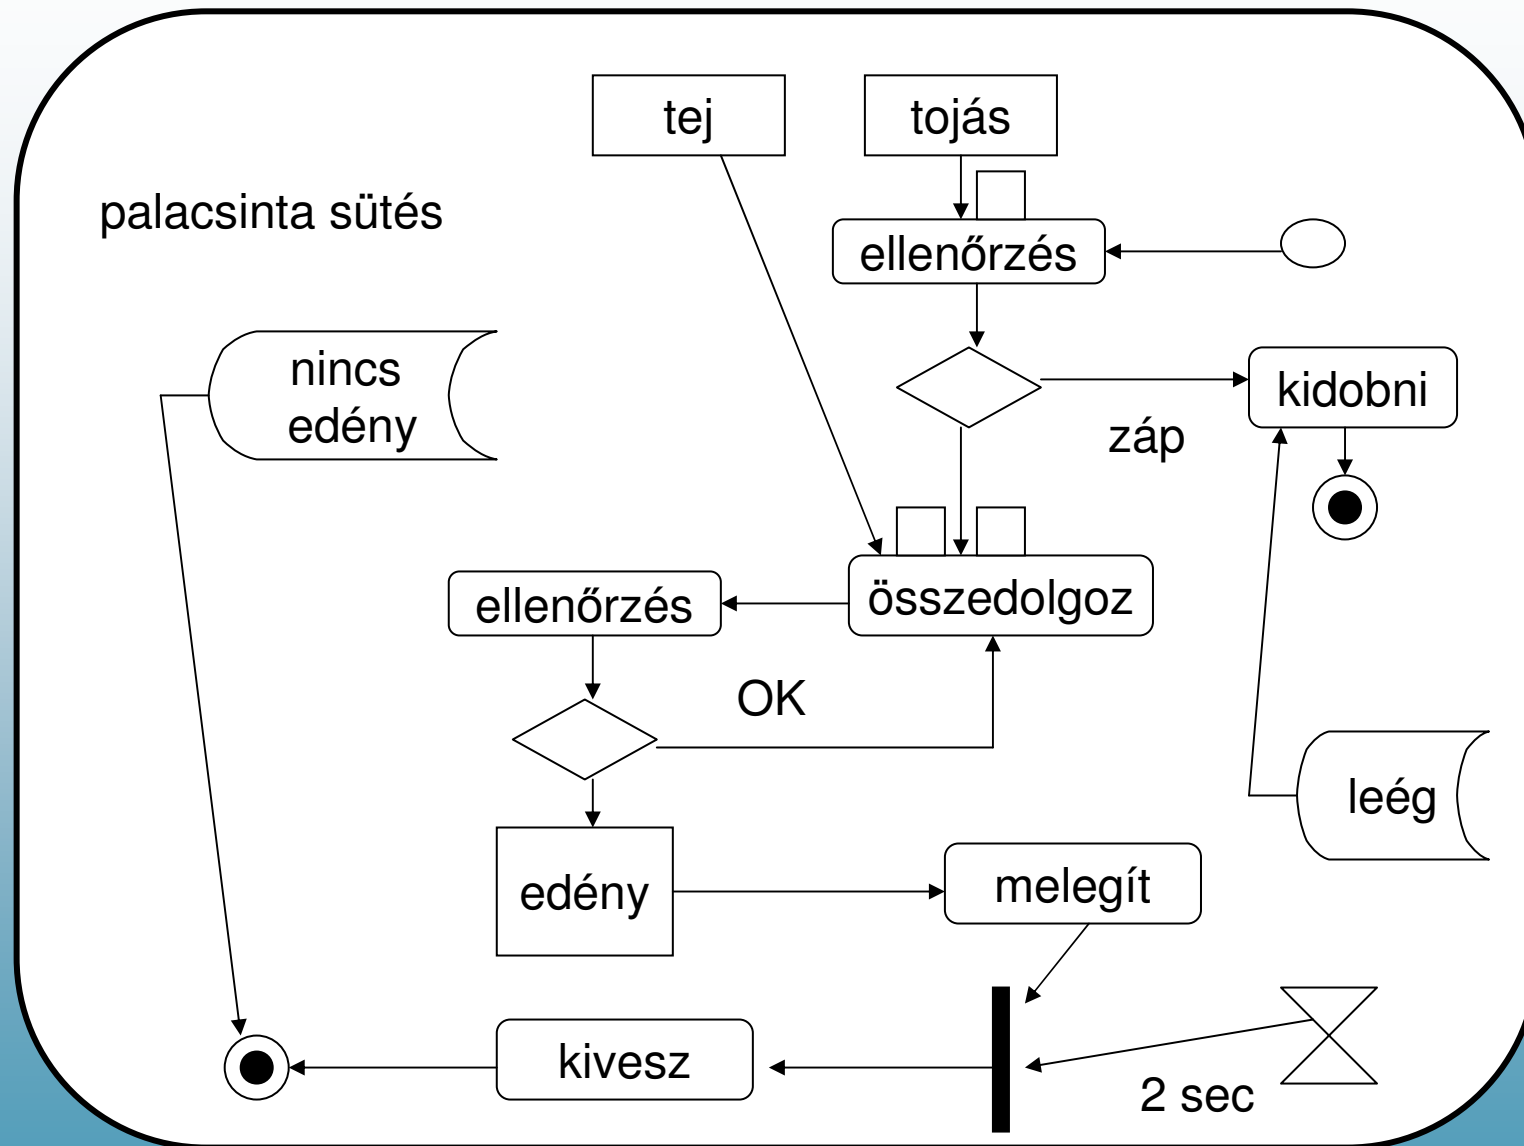 tej
tojás
palacsinta sütés
ellenőrzés
nincs
edény
kidobni
záp
ellenőrzés
összedolgoz
OK
leég
edény
melegít
kivesz
2 sec